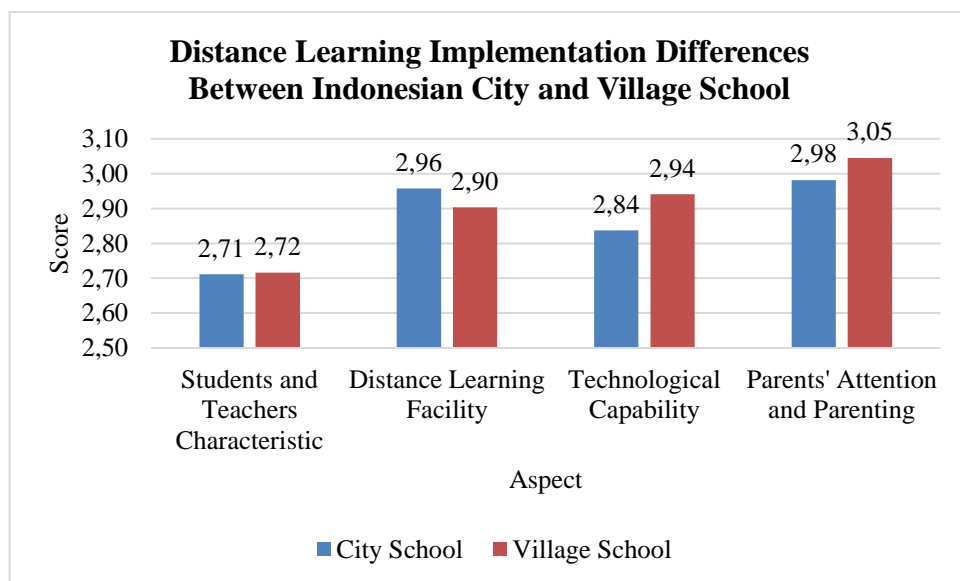 Distance Learning Implementation Differences
Between Indonesian City and Village School
3,10
3,00
2,90
2,80
2,70
2,60
2,50
Score
2,71
2,72
2,96
2,90
2,84
2,94
2,98
3,05
Students and
Teachers
Characteristic
Distance Learning
Facility
Technological
Capability
Parents' Attention
and Parenting
Aspect
City School
Village School